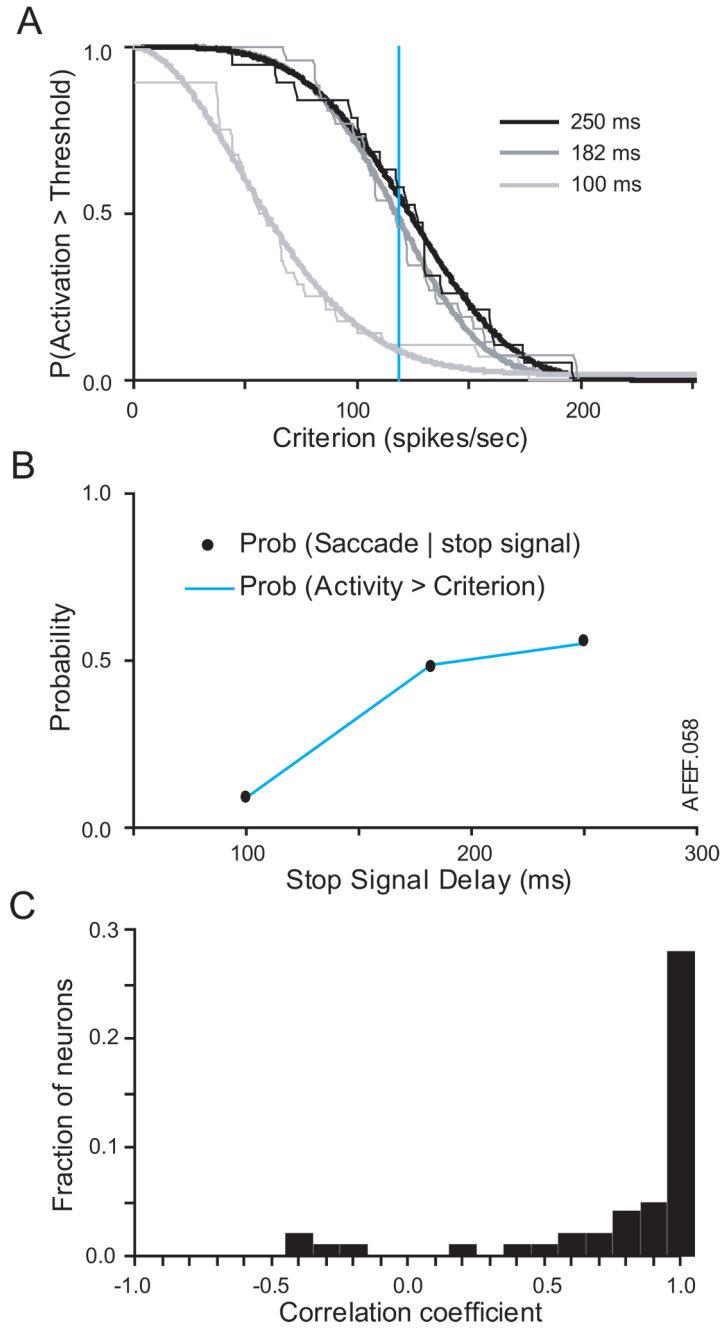 A
P(Activation > Threshold)
1.0
0.5
0.0
250 ms
182 ms
100 ms
0
100
200
Criterion (spikes/sec)
B
Probability
1.0
0.5
0.0
Prob (Saccade | stop signal)
Prob (Activity > Criterion)
AFEF.058
100
200
300
Stop Signal Delay (ms)
C
Fraction of neurons
0.3
0.2
0.1
0.0
-1.0
-0.5
0.0
0.5
1.0
Correlation coefficient